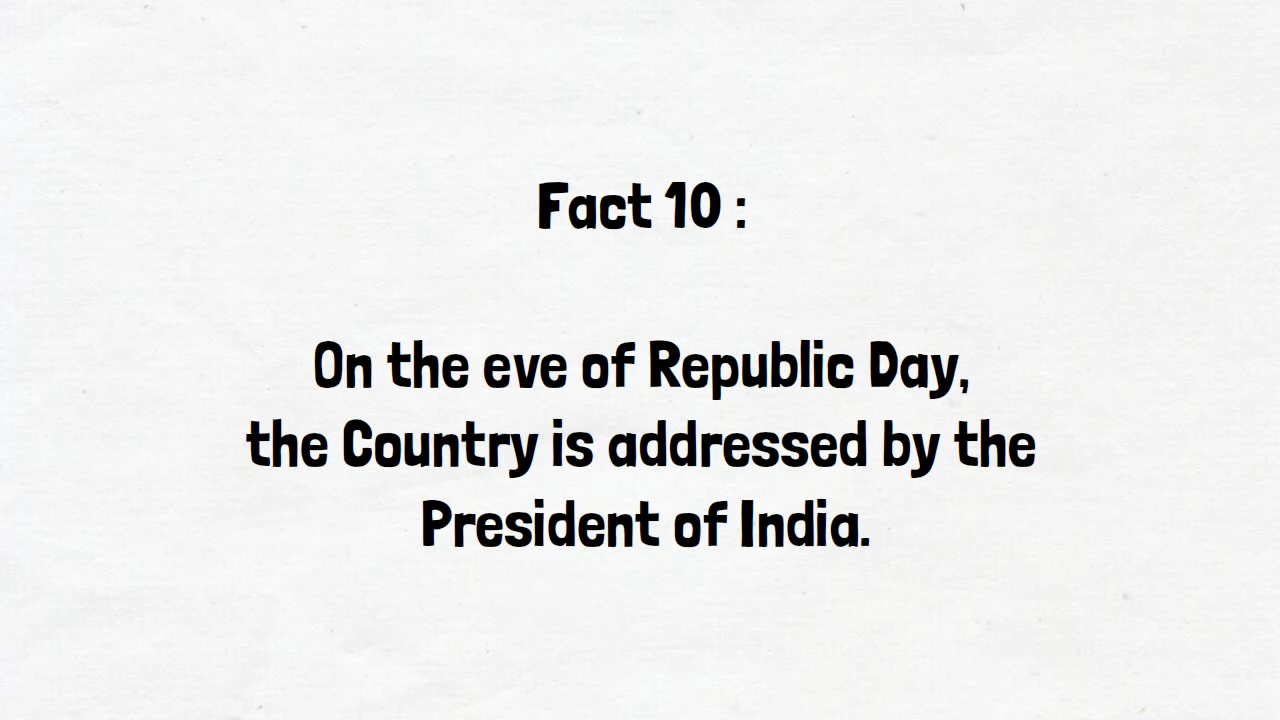 Fact 10 :
On the eve of Republic Day,
the Country is addressed by the
President of India.